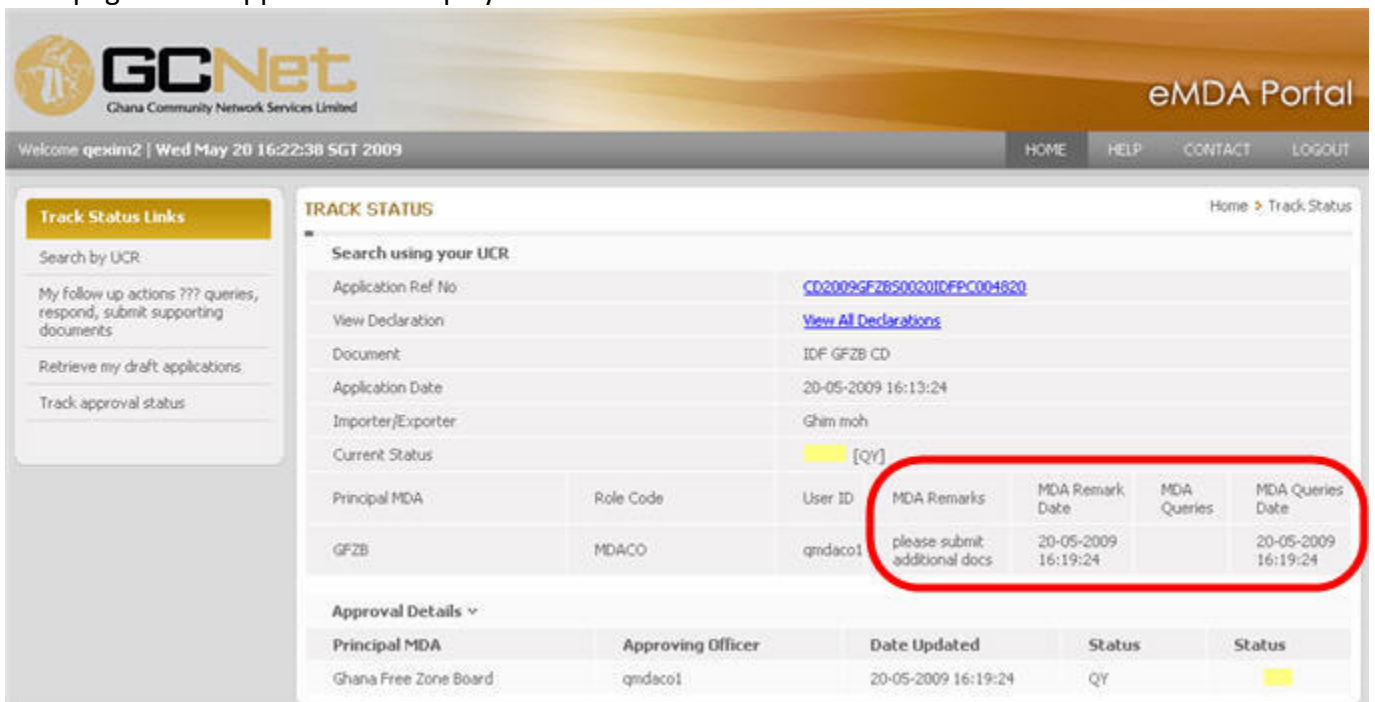 GCNet
Ghana Community Network Services Limited
eMDA Portal
Welcome qexim2 | Wed May 20 16:22:38 SGT 2009
HOME HELP CONTACT LOGOUT
Track Status Links
Search by UCR
My follow up actions ??? queries,
respond, submit supporting
documents
Retrieve my draft applications
Track approval status
TRACK STATUS
Home > Track Status
Search using your UCR
Application Ref No CD2009GFZBS0020IDFPC004820
View Declaration View All Declarations
Document IDF GFZB CD
Application Date 20-05-2009 16:13:24
Importer/Exporter Ghim moh
Current Status [QY]
Principal MDA Role Code User ID MDA Remarks MDA Remark Date MDA Queries MDA Queries Date
GFZB MDACO qmdaco1 please submit additional docs 20-05-2009 16:19:24 20-05-2009 16:19:24
Approval Details
Principal MDA Approving Officer Date Updated Status Status
Ghana Free Zone Board qmdaco1 20-05-2009 16:19:24 QY